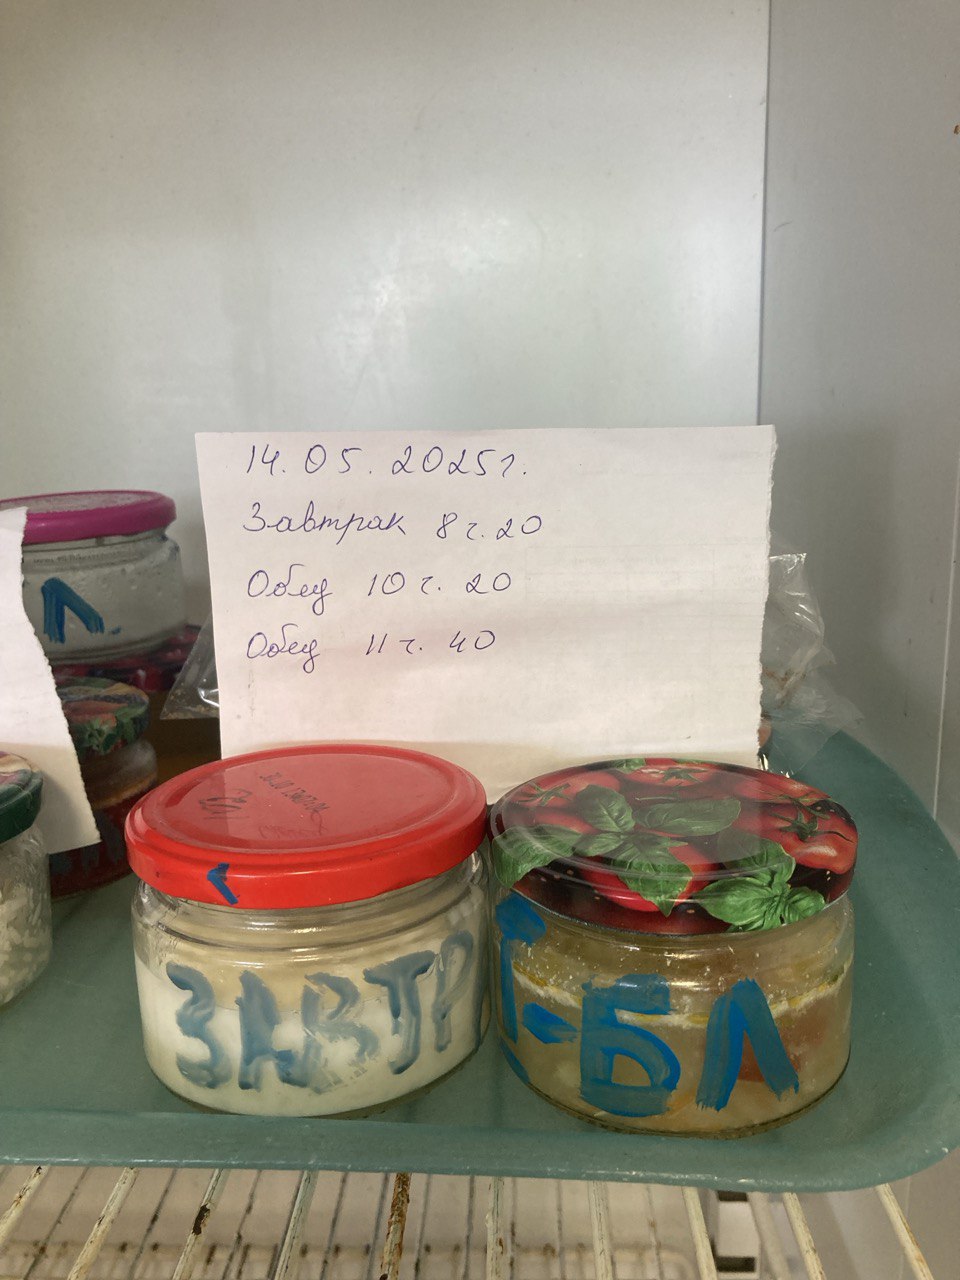 14.05.2025г.
Завтрак 8ч.20
Обед 10ч. 20
Обед 11ч. 40
Л.
ЗАВТР
I-БЛ